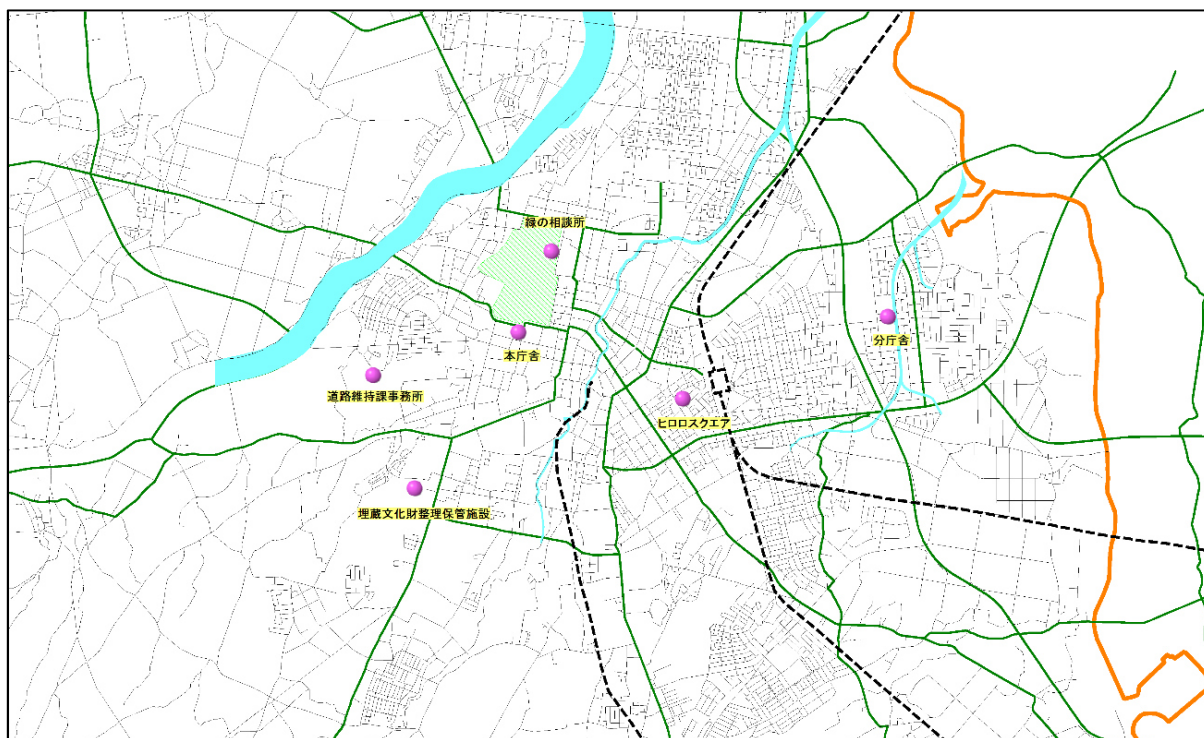 緑の相談所
分庁舎
本庁舎
道路維持課事務所
ヒロロスクエア
埋蔵文化財整理保管施設